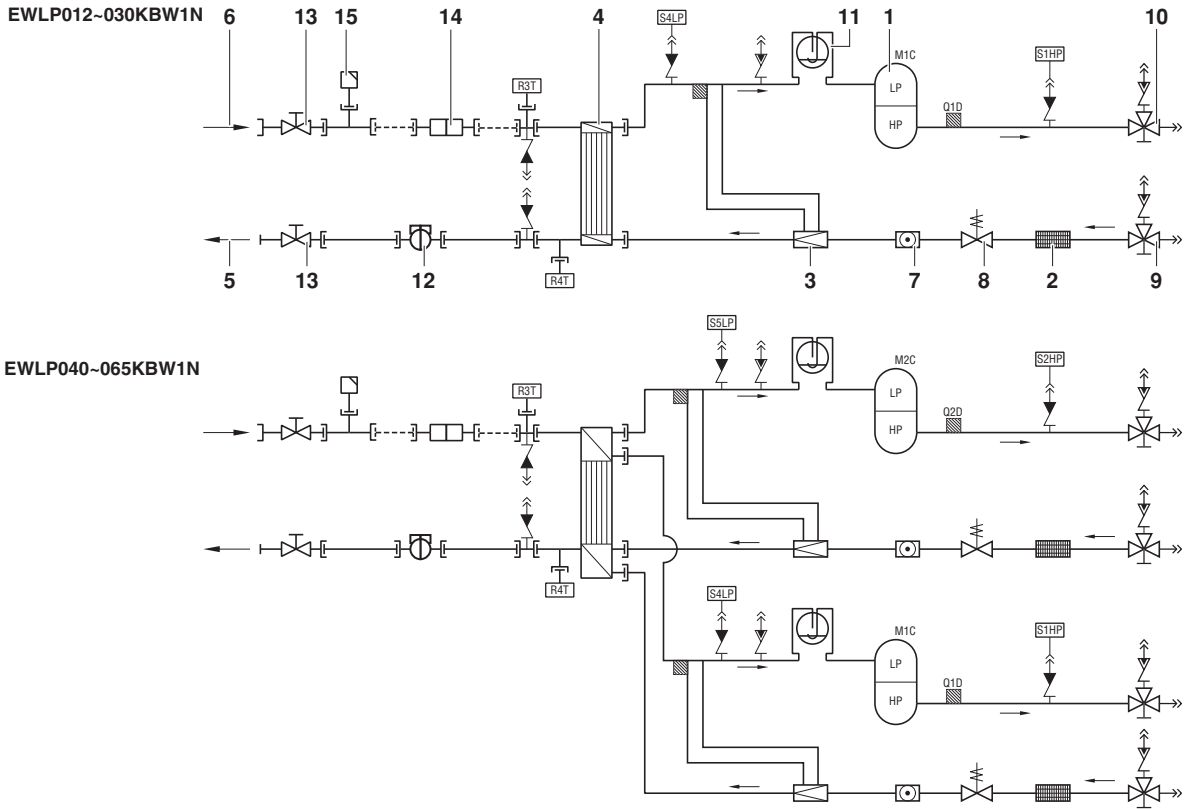 EWLP012~030KBW1N 6 13 15 14 4 11 1 10
S4LP
M1C
S1HP
R3T
LP
Q1D
HP
R4T
5 13 12 3 7 8 2 9
EWLP040~065KBW1N
S5LP
M2C
S2HP
R3T
LP
Q2D
HP
R4T
S4LP
M1C
S1HP
LP
Q1D
HP